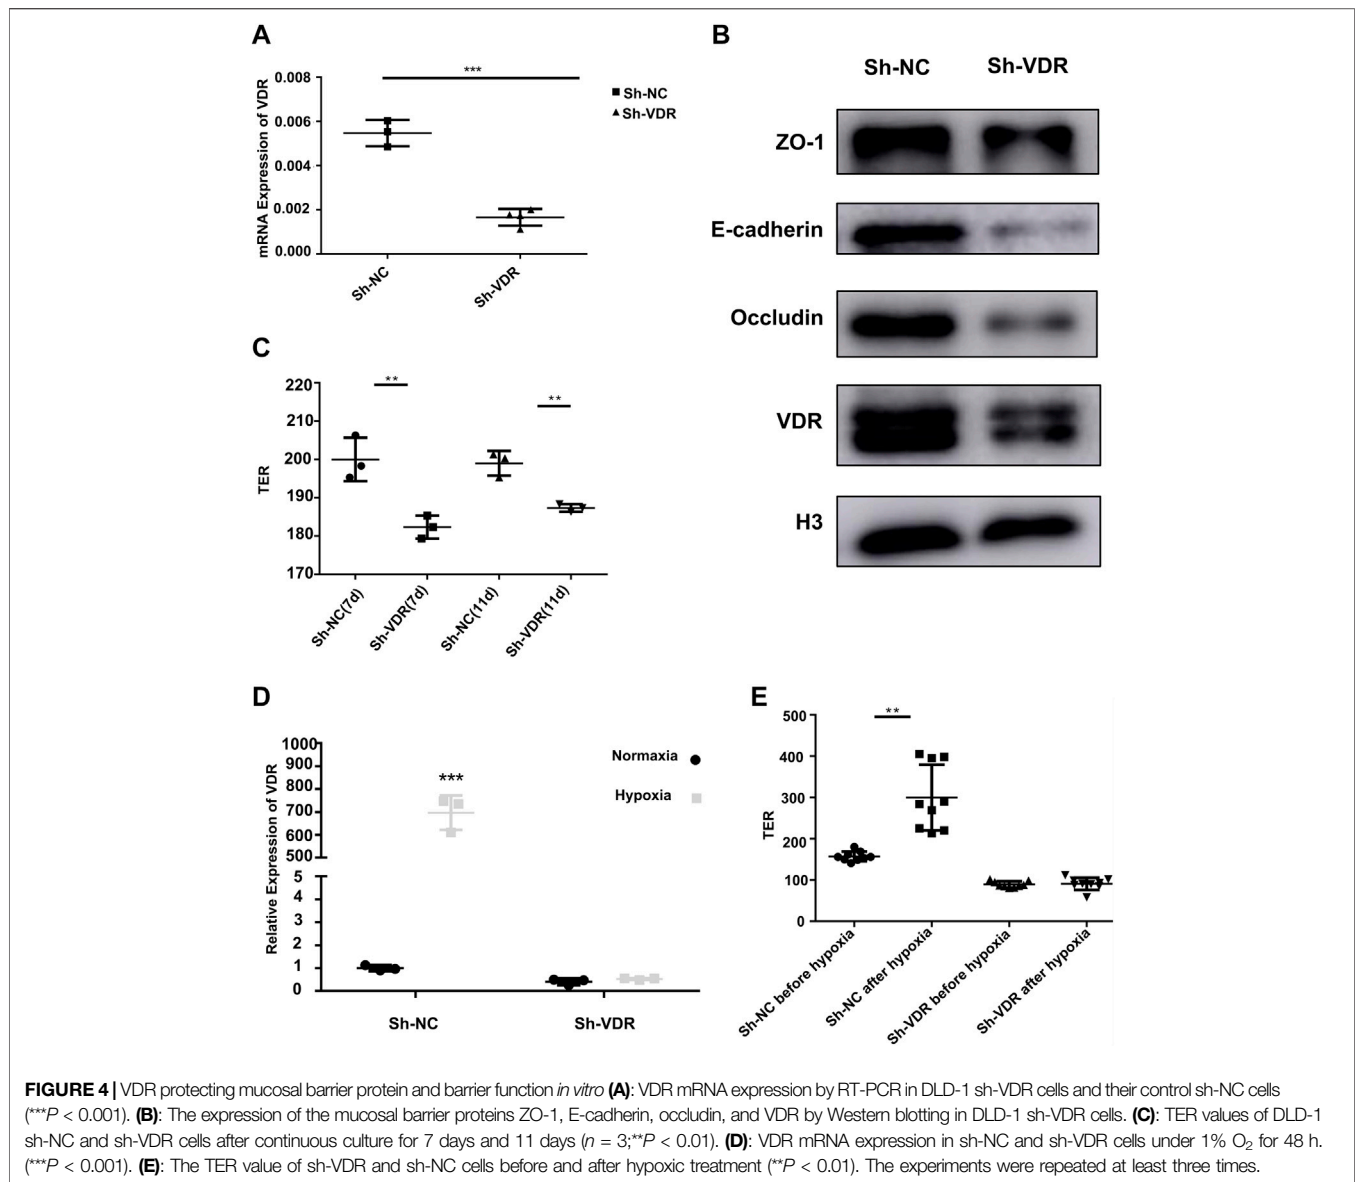 A
mRNA Expression of VDR
0.008
0.006
0.004
0.002
0.000
***
Sh-NC
Sh-VDR
Sh-NC
Sh-VDR
B
Sh-NC Sh-VDR
ZO-1
E-cadherin
Occludin
VDR
H3
C
TER
220
210
200
190
180
170
**
**
Sh-NC(7d)
Sh-VDR(7d)
Sh-NC(11d)
Sh-VDR(11d)
D
Relative Expression of VDR
1000
900
800
700
600
500
5
4
3
2
1
0
***
Normaxia
Hypoxia
Sh-NC
Sh-VDR
E
TER
500
400
300
200
100
0
**
Sh-NC before hypoxia
Sh-NC after hypoxia
Sh-VDR before hypoxia
Sh-VDR after hypoxia
FIGURE 4 | VDR protecting mucosal barrier protein and barrier function in vitro (A): VDR mRNA expression by RT-PCR in DLD-1 sh-VDR cells and their control sh-NC cells
(***P < 0.001). (B): The expression of the mucosal barrier proteins ZO-1, E-cadherin, occludin, and VDR by Western blotting in DLD-1 sh-VDR cells. (C): TER values of DLD-1
sh-NC and sh-VDR cells after continuous culture for 7 days and 11 days (n = 3;**P < 0.01). (D): VDR mRNA expression in sh-NC and sh-VDR cells under 1% O₂ for 48 h.
(***P < 0.001). (E): The TER value of sh-VDR and sh-NC cells before and after hypoxic treatment (**P < 0.01). The experiments were repeated at least three times.